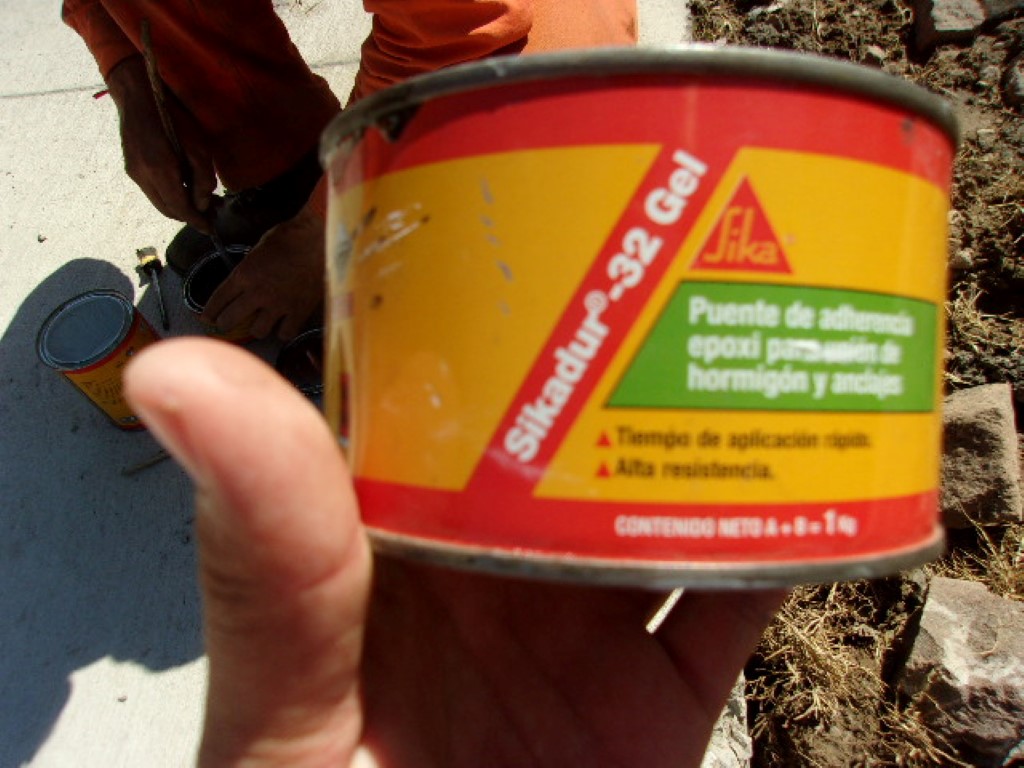 Sikadur®-32 Gel
Sika
Puente de adherencia
epoxi para unión de
hormigón y anclajes
Tiempo de aplicación rápido.
Alta resistencia.
CONTENIDO NETO A + B = 1 Kg